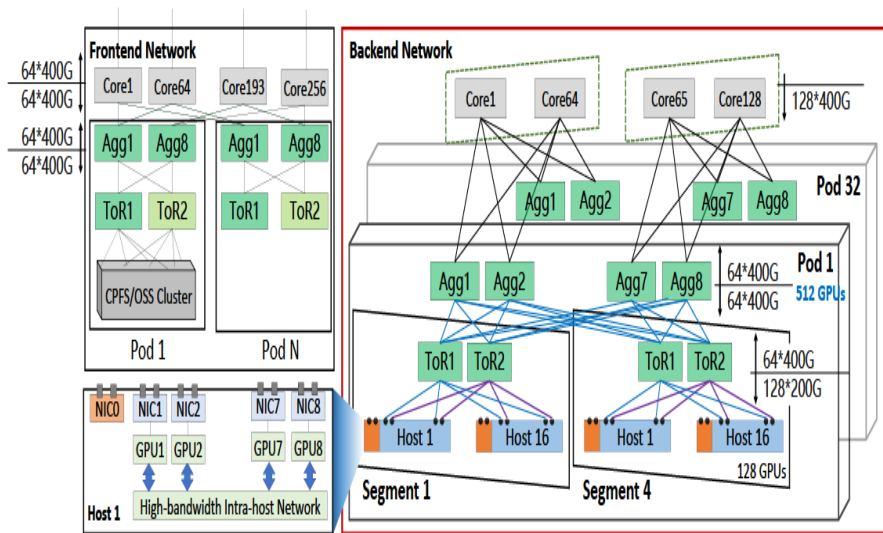 Frontend Network
64*400G
64*400G
Core1
Core64
Core193
Core256
64*400G
64*400G
Agg1
Agg8
Agg1
Agg8
ToR1
ToR2
ToR1
ToR2
CPFS/OSS Cluster
Pod 1
Pod N
NIC0
NIC1
NIC2
NIC7
NIC8
GPU1
GPU2
GPU7
GPU8
High-bandwidth Intra-host Network
Host 1
Backend Network
Core1
Core64
Core65
Core128
128*400G
Pod 32
Agg1
Agg2
Agg7
Agg8
Pod 1
512 GPUs
Agg1
Agg2
Agg7
Agg8
64*400G
64*400G
ToR1
ToR2
ToR1
ToR2
64*400G
128*200G
Host 1
Host 16
Host 1
Host 16
128 GPUs
Segment 1
Segment 4